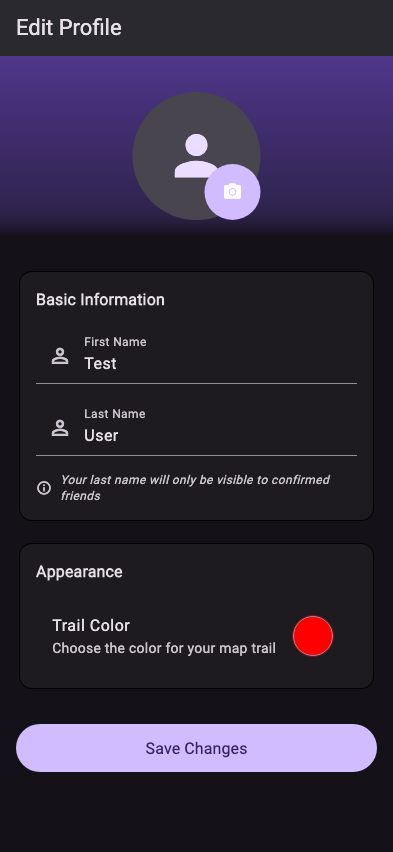 Edit Profile
Basic Information
First Name
Test
Last Name
User
Your last name will only be visible to confirmed
friends
Appearance
Trail Color
Choose the color for your map trail
Save Changes